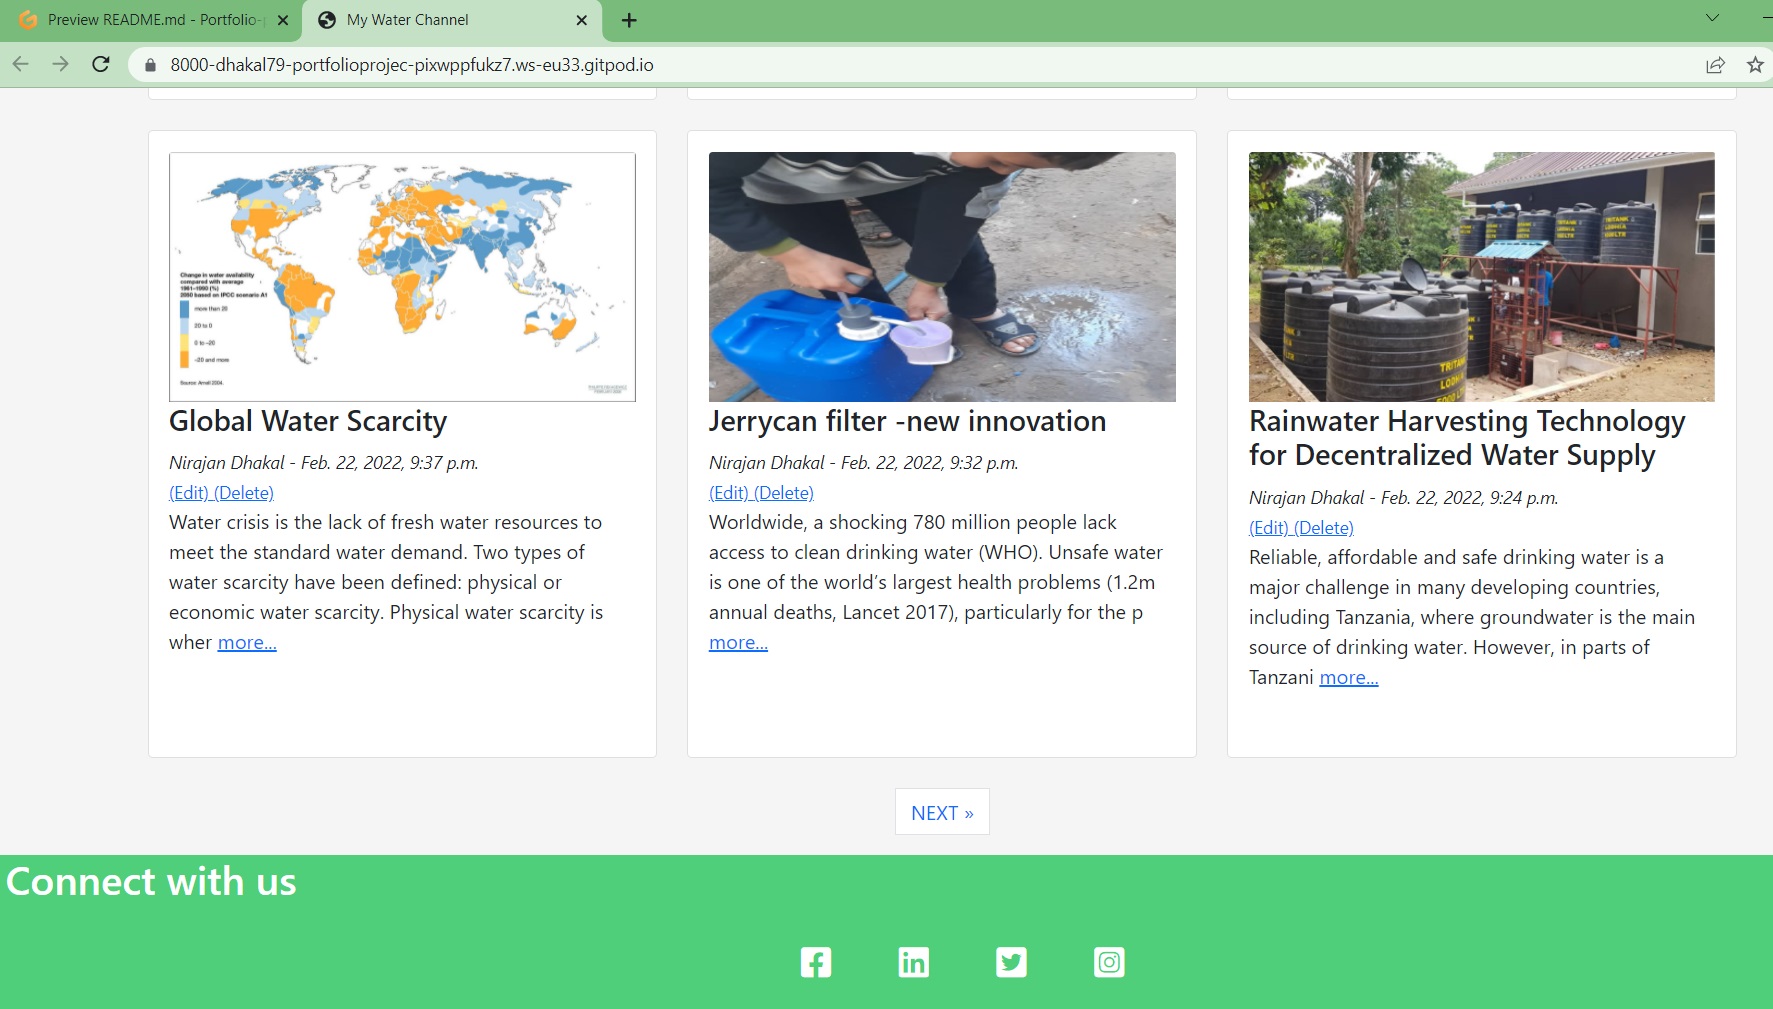 Preview README.md - Portfolio-
My Water Channel
8000-dhakal79-portfolioprojec-pixwppfukz7.ws-eu33.gitpod.io
Change in water availability
compared with average
1961–1990 (%)
2050 based on IPCC scenario A1
more than 20
20 to 0
0 to -20
-20 and more
Source: Arnell 2004.
Global Water Scarcity
Nirajan Dhakal - Feb. 22, 2022, 9:37 p.m.
(Edit) (Delete)
Water crisis is the lack of fresh water resources to
meet the standard water demand. Two types of
water scarcity have been defined: physical or
economic water scarcity. Physical water scarcity is
wher more...
Jerrycan filter -new innovation
Nirajan Dhakal - Feb. 22, 2022, 9:32 p.m.
(Edit) (Delete)
Worldwide, a shocking 780 million people lack
access to clean drinking water (WHO). Unsafe water
is one of the world’s largest health problems (1.2m
annual deaths, Lancet 2017), particularly for the p
more...
TRITANK
LODHIA
Rainwater Harvesting Technology
for Decentralized Water Supply
Nirajan Dhakal - Feb. 22, 2022, 9:24 p.m.
(Edit) (Delete)
Reliable, affordable and safe drinking water is a
major challenge in many developing countries,
including Tanzania, where groundwater is the main
source of drinking water. However, in parts of
Tanzani more...
NEXT »
Connect with us